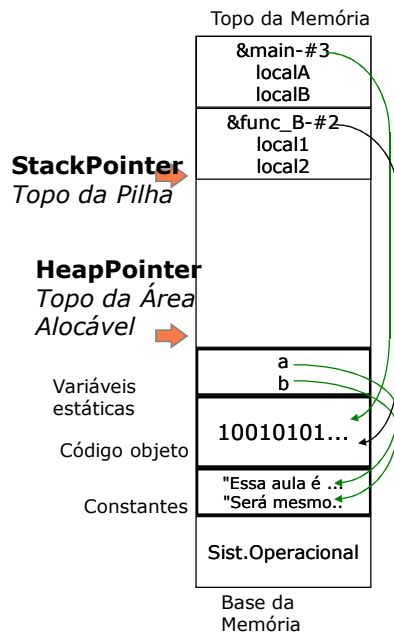 Topo da Memória
&main-#3
localA
localB
&func_B-#2
local1
local2
StackPointer
Topo da Pilha
HeapPointer
Topo da Área
Alocável
a
b
Variáveis
estáticas
10010101...
Código objeto
"Essa aula é ...
"Será mesmo..
Constantes
Sist.Operacional
Base da
Memória